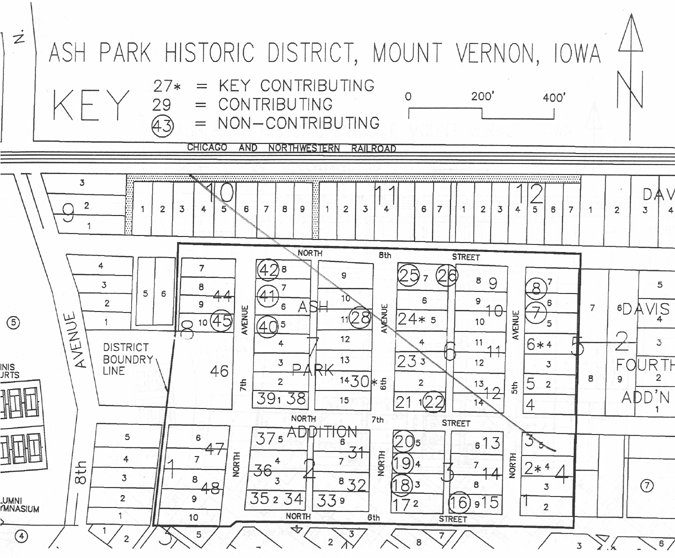 ASH PARK HISTORIC DISTRICT, MOUNT VERNON, IOWA
N
KEY
27* = KEY CONTRIBUTING
29 = CONTRIBUTING
43 = NON-CONTRIBUTING
0 200' 400'
N
CHICAGO AND NORTHWESTERN RAILROAD
3
2
1
9
10
1 2 3 4 5 6 7 8 9
11
1 2 3 4 6 7
12
1 2 3 4 5 6 7
1 2 3
DAV
NORTH 8th STREET
4
3
2
1
5 6
7
8
9
10
44
45
8
46
42 8
41 7
6
40 5
4
3
2
39 1 38
ASH
7
PARK
9
10
11
28
12
13
14
30*
15
25 7
26
6
24* 5
4
23 3
2
21 1 22
6
8 9
9
10 10
11
11
12
13 12
14
8 7
7 6
5
6* 4
3
5 2
4
5
7
8
6
9
2
5
DAVIS
4
FOURTH
3
ADD'N
2
1
AVENUE
8th
DISTRICT
BOUNDRY
LINE
NORTH 7th AVENUE
NORTH 6th AVENUE
NORTH 5th AVENUE
NORTH 7th STREET
ADDITION
5
NIS
URTS
LUMNI
GYMNASIUM
4
5
4
3
2
1
1
6
7
47
8
9
48
10
37 5
4
36
3
35 2 34
2
6
31
7
8
32
33 9
20 5
19 4
18 3
17 2
3
6 13
7
14
8
16 9 15
3 5
2* 4
4
3
1 2
7
NORTH 6th STREET
3
2
8